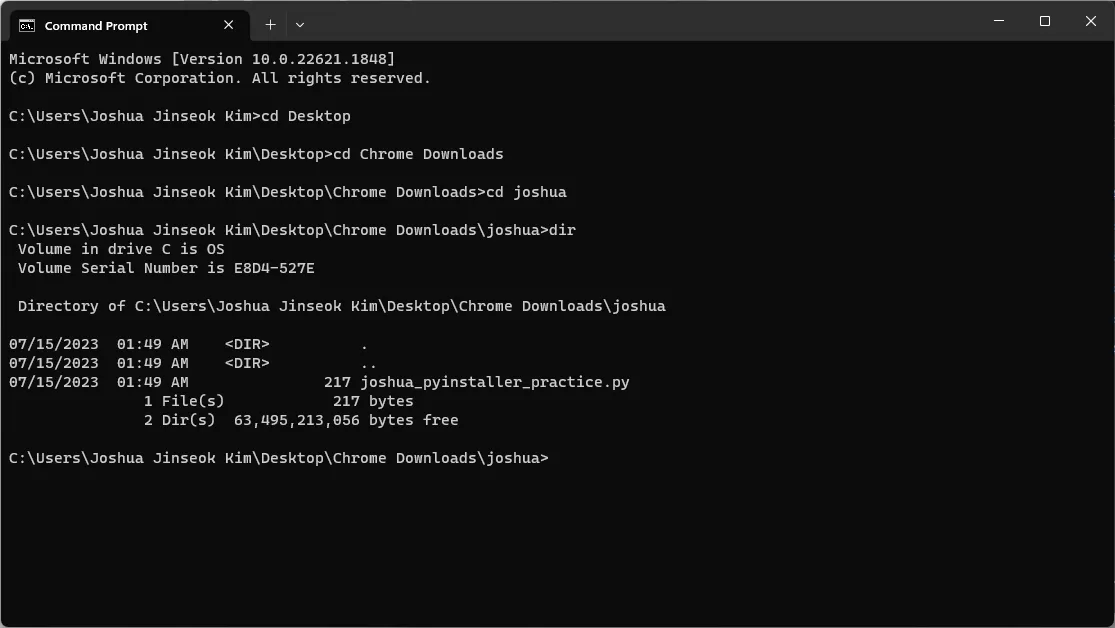 Command Prompt
Microsoft Windows [Version 10.0.22621.1848]
(c) Microsoft Corporation. All rights reserved.
C:\Users\Joshua Jinseok Kim>cd Desktop
C:\Users\Joshua Jinseok Kim\Desktop>cd Chrome Downloads
C:\Users\Joshua Jinseok Kim\Desktop\Chrome Downloads>cd joshua
C:\Users\Joshua Jinseok Kim\Desktop\Chrome Downloads\joshua>dir
Volume in drive C is OS
Volume Serial Number is E8D4-527E
Directory of C:\Users\Joshua Jinseok Kim\Desktop\Chrome Downloads\joshua
07/15/2023  01:49 AM    <DIR>          .
07/15/2023  01:49 AM    <DIR>          ..
07/15/2023  01:49 AM               217 joshua_pyinstaller_practice.py
1 File(s)            217 bytes
2 Dir(s)  63,495,213,056 bytes free
C:\Users\Joshua Jinseok Kim\Desktop\Chrome Downloads\joshua>